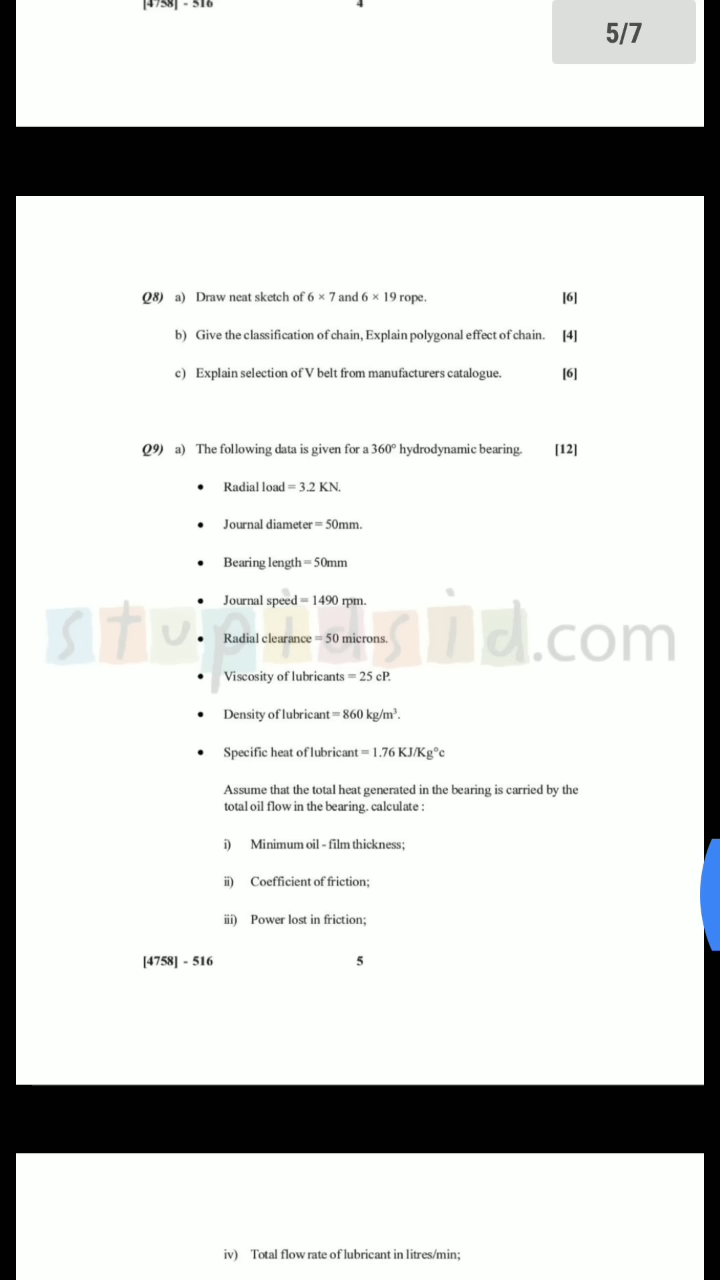 [4758] - 516 4
5/7
Q8) a) Draw neat sketch of 6 × 7 and 6 × 19 rope. [6]
b) Give the classification of chain, Explain polygonal effect of chain. [4]
c) Explain selection of V belt from manufacturers catalogue. [6]
Q9) a) The following data is given for a 360° hydrodynamic bearing. [12]
• Radial load = 3.2 KN.
• Journal diameter = 50mm.
• Bearing length = 50mm
• Journal speed = 1490 rpm.
stupidsid.com
• Radial clearance = 50 microns.
• Viscosity of lubricants = 25 cP.
• Density of lubricant = 860 kg/m³.
• Specific heat of lubricant = 1.76 KJ/Kg°c
Assume that the total heat generated in the bearing is carried by the
total oil flow in the bearing. calculate :
i) Minimum oil - film thickness;
ii) Coefficient of friction;
iii) Power lost in friction;
[4758] - 516 5
iv) Total flow rate of lubricant in litres/min;